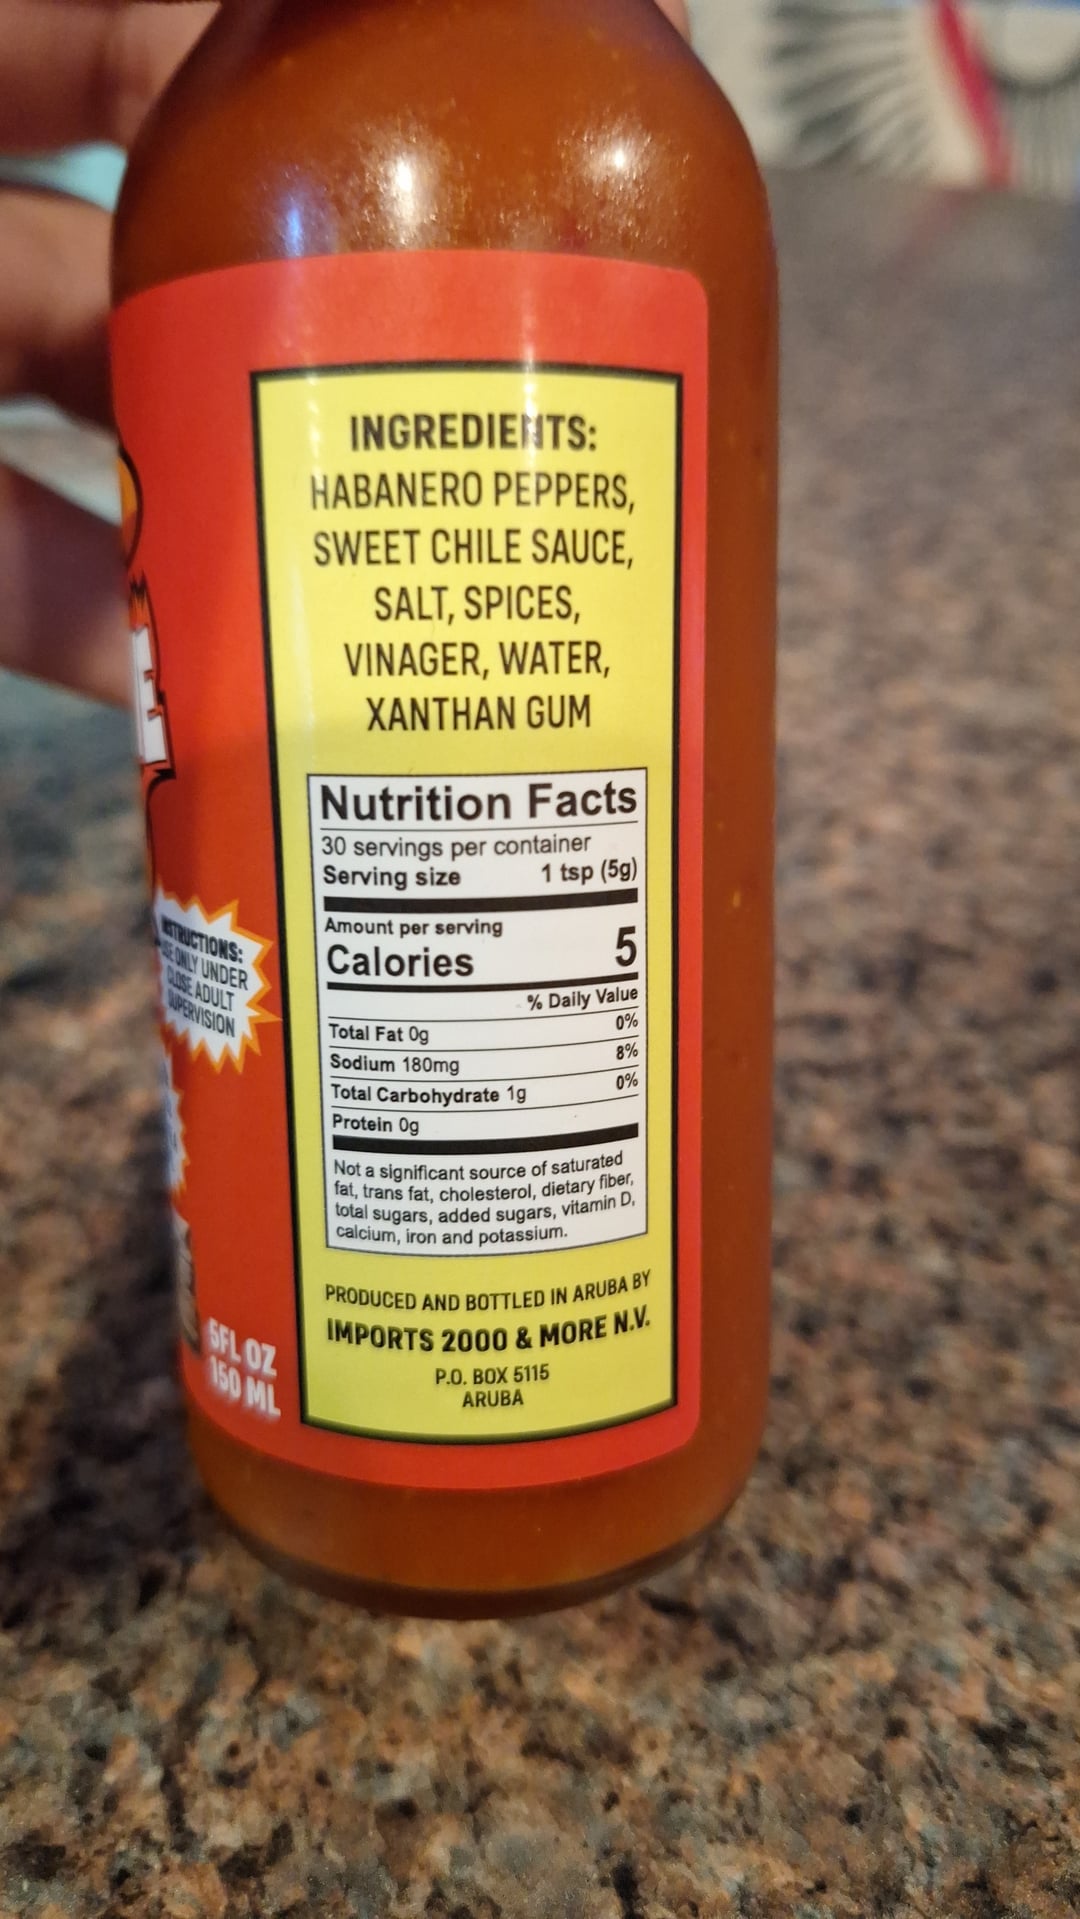 INGREDIENTS:
HABANERO PEPPERS,
SWEET CHILE SAUCE,
SALT, SPICES,
VINAGER, WATER,
XANTHAN GUM
Nutrition Facts
30 servings per container
Serving size 1 tsp (5g)
Amount per serving
Calories 5
% Daily Value
Total Fat 0g 0%
Sodium 180mg 8%
Total Carbohydrate 1g 0%
Protein 0g
Not a significant source of saturated
fat, trans fat, cholesterol, dietary fiber,
total sugars, added sugars, vitamin D,
calcium, iron and potassium.
PRODUCED AND BOTTLED IN ARUBA BY
IMPORTS 2000 & MORE N.V.
P.O. BOX 5115
ARUBA
E
INSTRUCTIONS:
USE ONLY UNDER
CLOSE ADULT
SUPERVISION
5FL OZ
150 ML